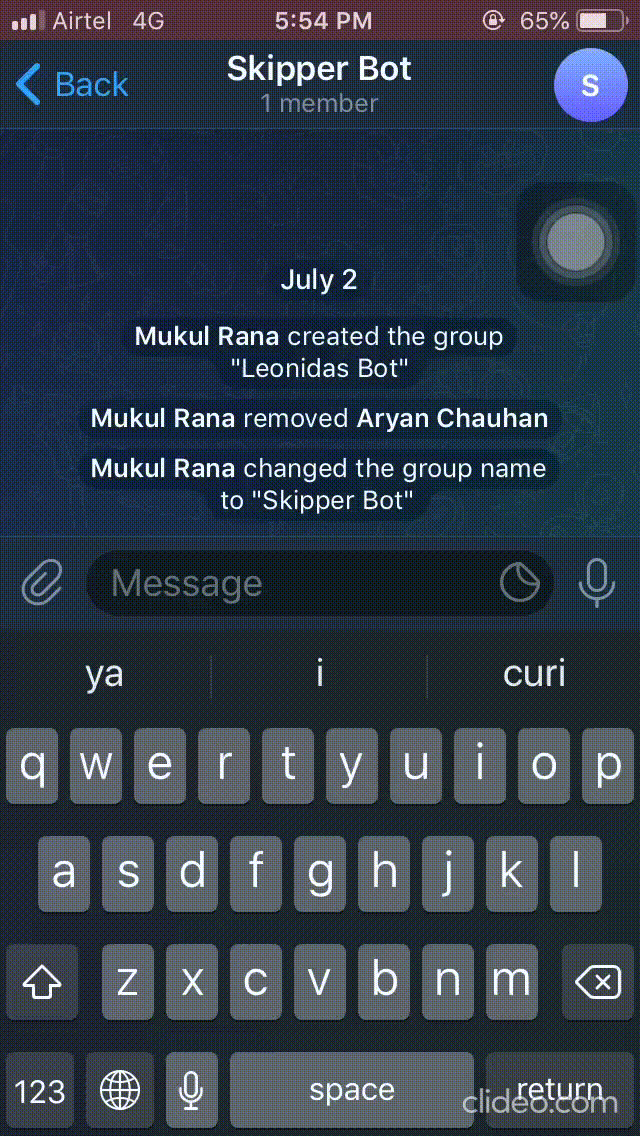 Airtel 4G 5:54 PM 65%
Back Skipper Bot S
1 member
July 2
Mukul Rana created the group
"Leonidas Bot"
Mukul Rana removed Aryan Chauhan
Mukul Rana changed the group name
to "Skipper Bot"
Message
ya i curi
q w e r t y u i o p
a s d f g h j k l
z x c v b n m
123 space return
clideo.com